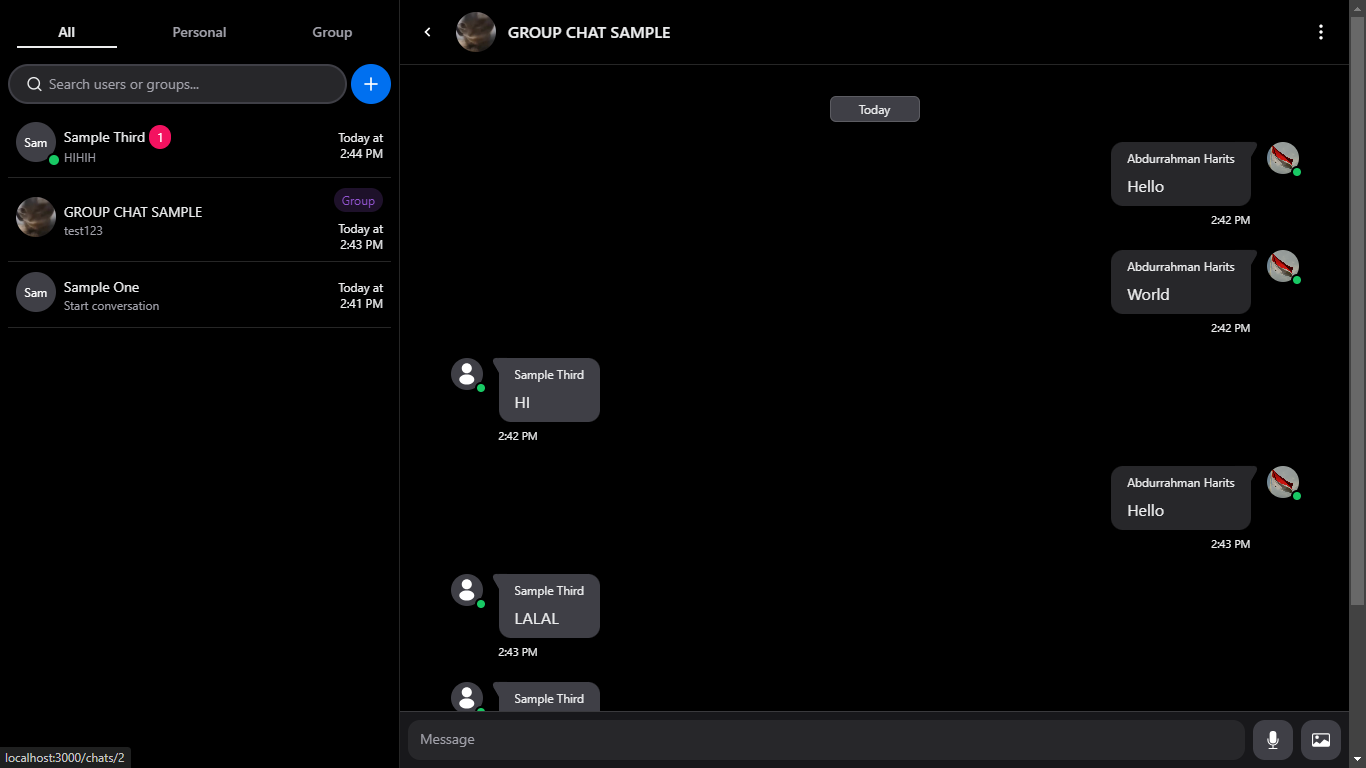 All
Personal
Group
Search users or groups...
Sam
Sample Third
1
HIHIH
Today at
2:44 PM
GROUP CHAT SAMPLE
test123
Group
Today at
2:43 PM
Sam
Sample One
Start conversation
Today at
2:41 PM
localhost:3000/chats/2
GROUP CHAT SAMPLE
Today
Abdurrahman Harits
Hello
2:42 PM
Abdurrahman Harits
World
2:42 PM
Sample Third
HI
2:42 PM
Abdurrahman Harits
Hello
2:43 PM
Sample Third
LALAL
2:43 PM
Sample Third
Message